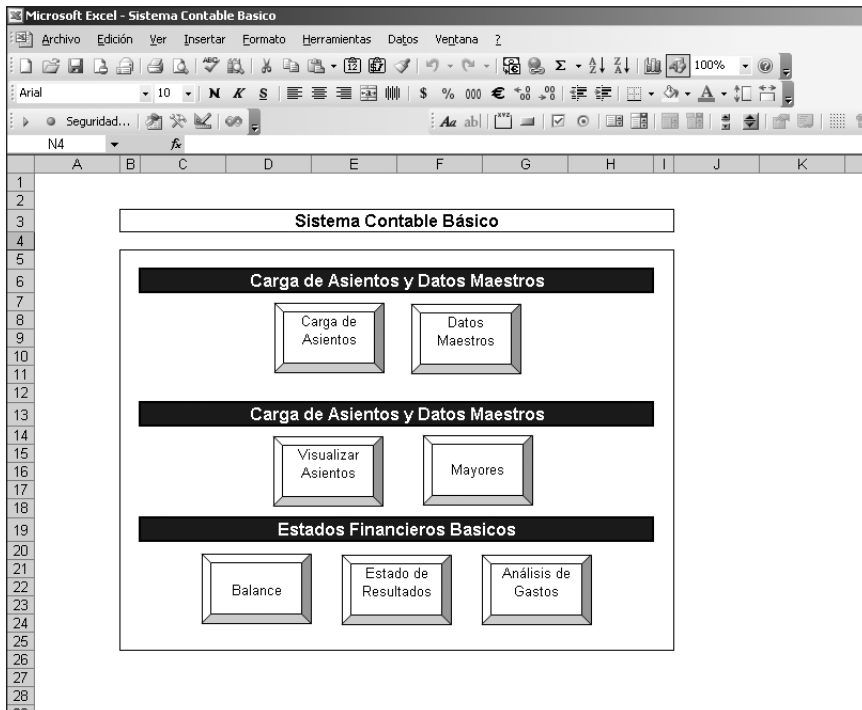 Microsoft Excel - Sistema Contable Basico
Archivo Edición Ver Insertar Formato Herramientas Datos Ventana ?
100%
Arial 10 N K S $ % 000 €
Seguridad... Aa ab|
N4 fx
A B C D E F G H I J K
1
2
3 Sistema Contable Básico
4
5
6 Carga de Asientos y Datos Maestros
7
8 Carga de Datos
9 Asientos Maestros
10
11
12
13 Carga de Asientos y Datos Maestros
14
15 Visualizar
16 Asientos Mayores
17
18
19 Estados Financieros Basicos
20
21 Estado de Análisis de
22 Balance Resultados Gastos
23
24
25
26
27
28